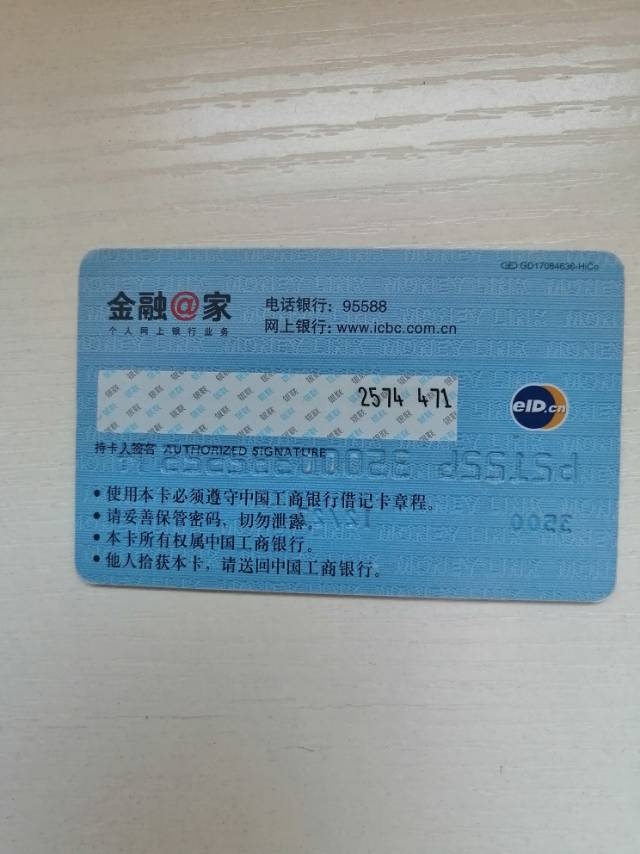 GD17084636-HiCo
金融@家
个人网上银行业务
电话银行：95588
网上银行：www.icbc.com.cn
2574 471
eID.cn
持卡人签名 AUTHORIZED SIGNATURE
3200
•使用本卡必须遵守中国工商银行借记卡章程。
•请妥善保管密码，切勿泄露。
•本卡所有权属中国工商银行。
•他人拾获本卡，请送回中国工商银行。